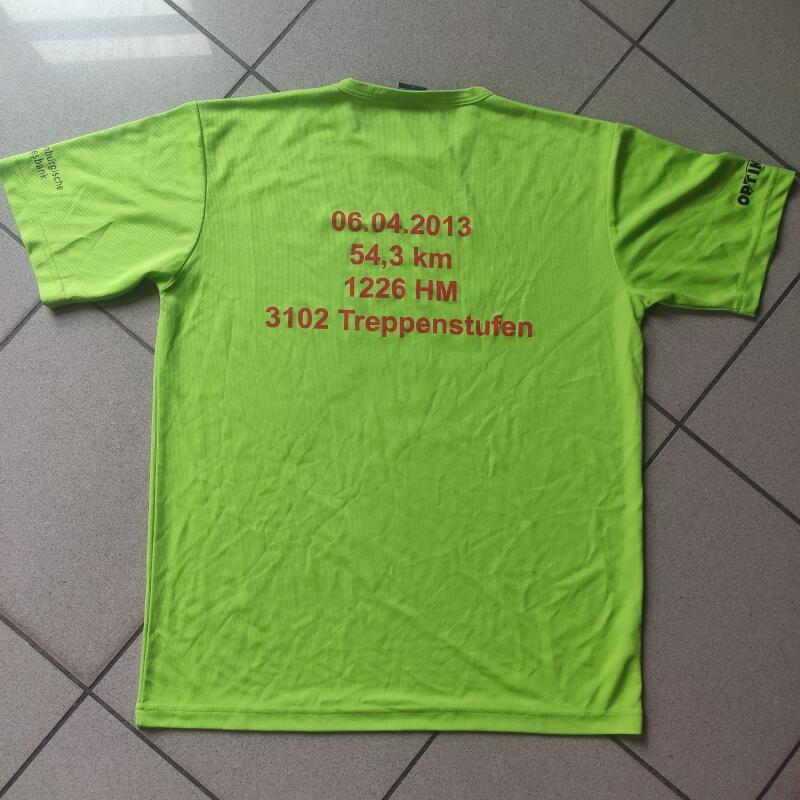 06.04.2013
54,3 km
1226 HM
3102 Treppenstufen